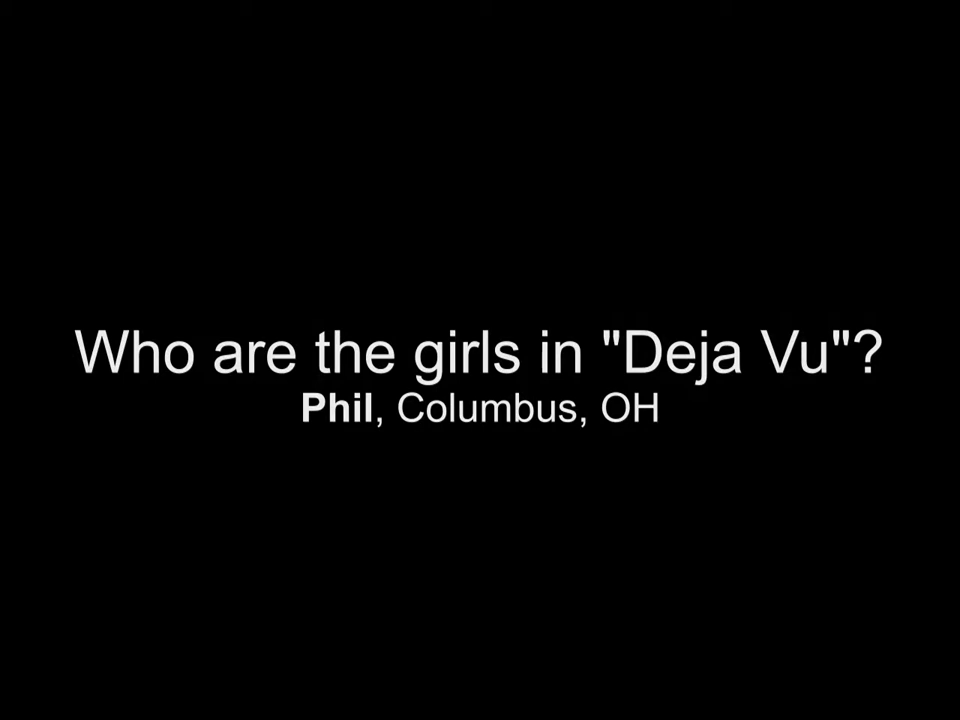 Who are the girls in "Deja Vu"?
Phil, Columbus, OH